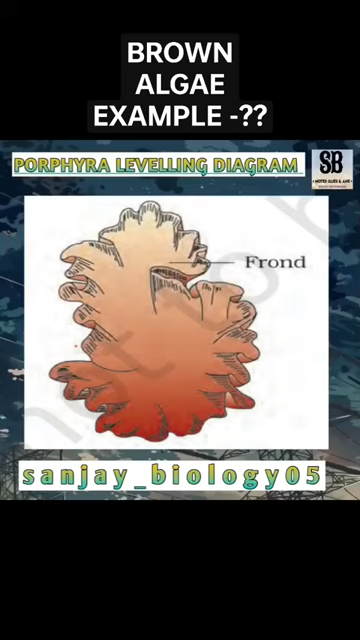 BROWN
ALGAE
EXAMPLE -??
PORPHYRA LEVELLING DIAGRAM
SB
Frond
sanjay_biology05